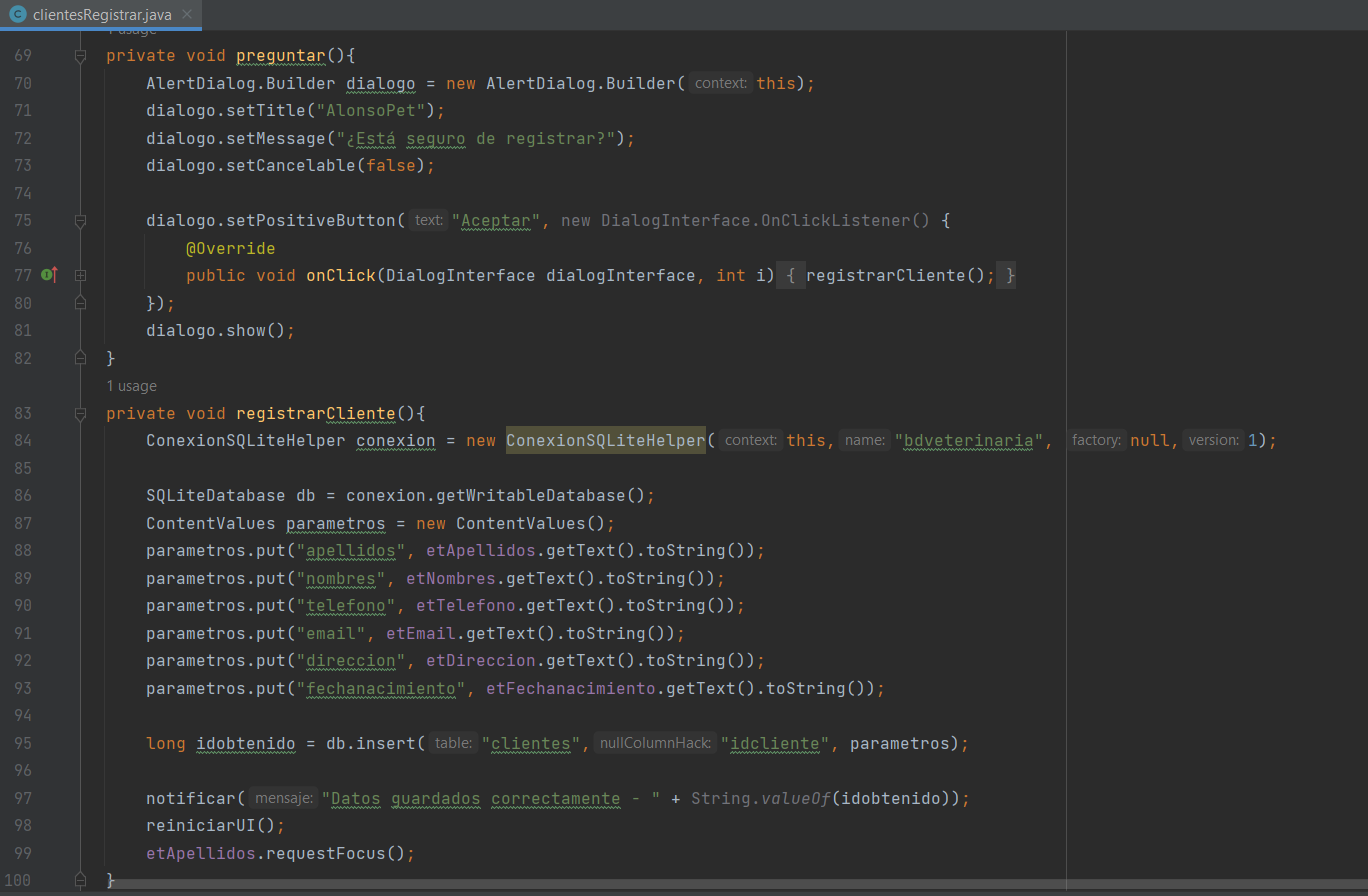 clientesRegistrar.java
1 usage
69 private void preguntar(){
70 AlertDialog.Builder dialogo = new AlertDialog.Builder( context: this);
71 dialogo.setTitle("AlonsoPet");
72 dialogo.setMessage("¿Está seguro de registrar?");
73 dialogo.setCancelable(false);
74
75 dialogo.setPositiveButton( text: "Aceptar", new DialogInterface.OnClickListener() {
76 @Override
77 public void onClick(DialogInterface dialogInterface, int i) { registrarCliente(); }
80 });
81 dialogo.show();
82 }
1 usage
83 private void registrarCliente(){
84 ConexionSQLiteHelper conexion = new ConexionSQLiteHelper( context: this, name: "bdveterinaria", factory: null, version: 1);
85
86 SQLiteDatabase db = conexion.getWritableDatabase();
87 ContentValues parametros = new ContentValues();
88 parametros.put("apellidos", etApellidos.getText().toString());
89 parametros.put("nombres", etNombres.getText().toString());
90 parametros.put("telefono", etTelefono.getText().toString());
91 parametros.put("email", etEmail.getText().toString());
92 parametros.put("direccion", etDireccion.getText().toString());
93 parametros.put("fechanacimiento", etFechanacimiento.getText().toString());
94
95 long idobtenido = db.insert( table: "clientes", nullColumnHack: "idcliente", parametros);
96
97 notificar( mensaje: "Datos guardados correctamente - " + String.valueOf(idobtenido));
98 reiniciarUI();
99 etApellidos.requestFocus();
100 }